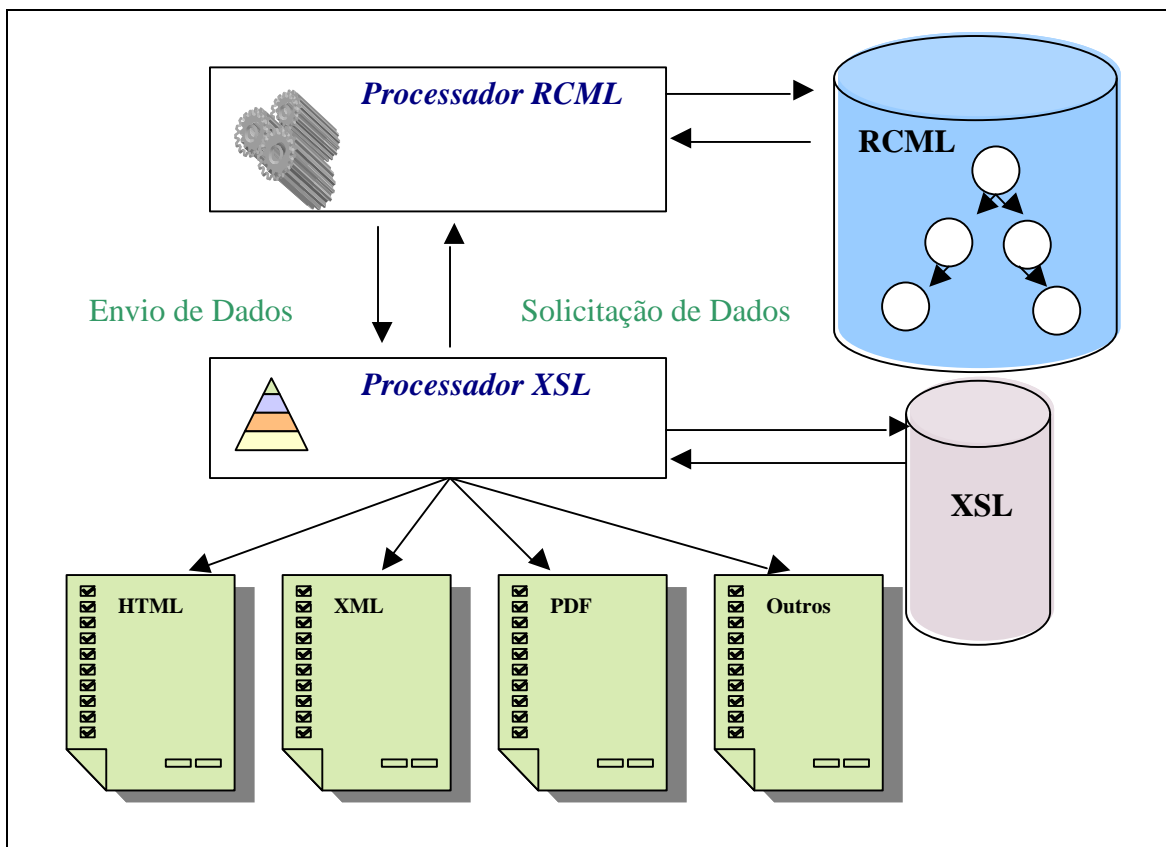 Processador RCML
RCML
Envio de Dados
Solicitação de Dados
Processador XSL
XSL
HTML
XML
PDF
Outros